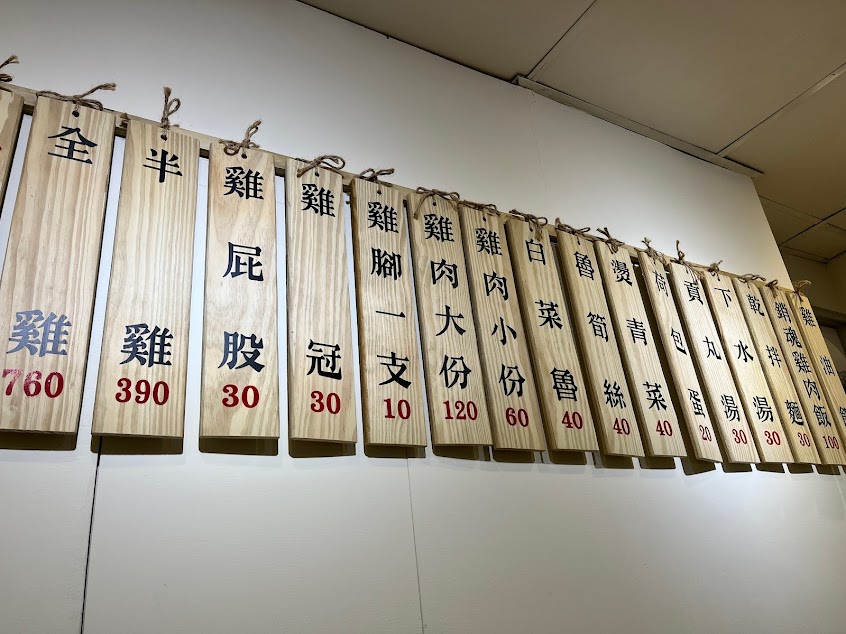 全雞
760
半雞
390
雞屁股
30
雞冠
30
雞腳一支
10
雞肉大份
120
雞肉小份
60
白菜魯
40
魯筍絲
40
燙青菜
40
荷包蛋
20
貢丸湯
30
下水湯
30
乾拌麵
30
銷魂雞肉飯
100
雞油